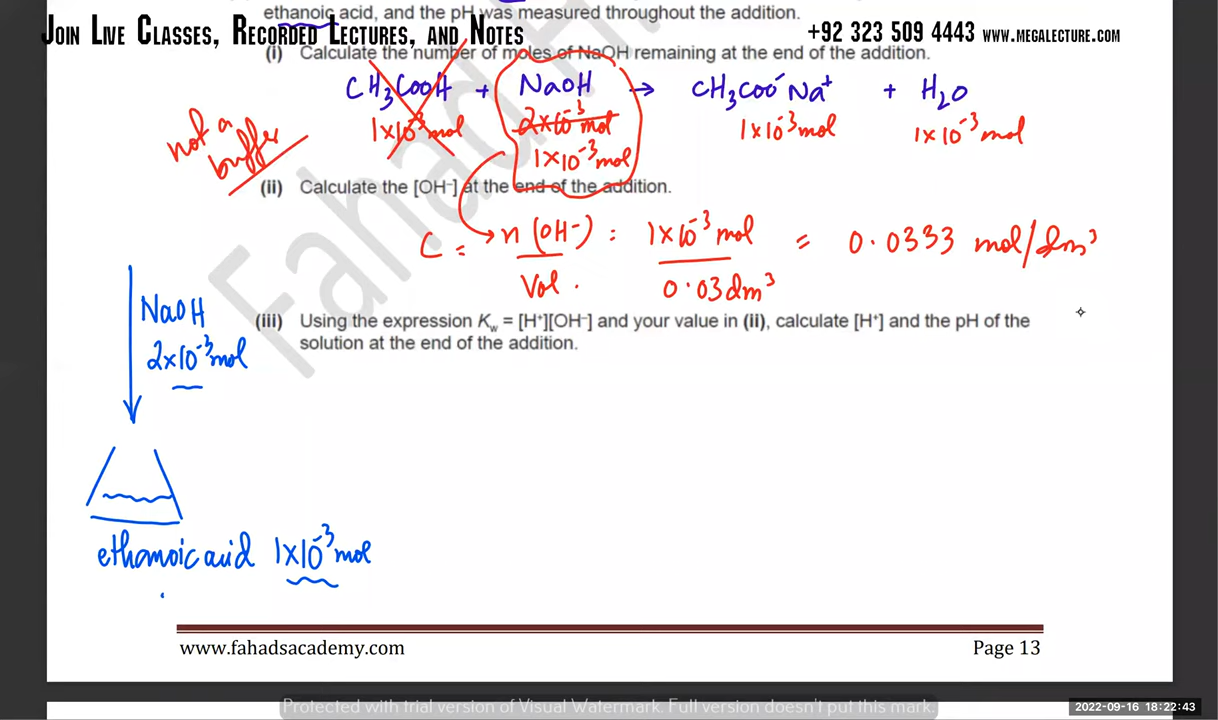 ethanoic acid, and the pH was measured throughout the addition.
JOIN LIVE CLASSES, RECORDED LECTURES, AND NOTES
+92 323 509 4443 www.megalecture.com
(i) Calculate the number of moles of NaOH remaining at the end of the addition.
CH₃COOH + NaOH → CH₃COO⁻Na⁺ + H₂O
1×10⁻³ mol 2×10⁻³ mol 1×10⁻³ mol 1×10⁻³ mol
1×10⁻³ mol
not a
buffer
(ii) Calculate the [OH⁻] at the end of the addition.
C = n(OH⁻) = 1×10⁻³ mol = 0.0333 mol/dm³
Vol. 0.03dm³
(iii) Using the expression Kw = [H⁺][OH⁻] and your value in (ii), calculate [H⁺] and the pH of the
solution at the end of the addition.
NaOH
2×10⁻³ mol
ethanoic acid 1×10⁻³ mol
www.fahadsacademy.com Page 13
Protected with trial version of Visual Watermark. Full version doesn't put this mark.
2022-09-16 18:22:43